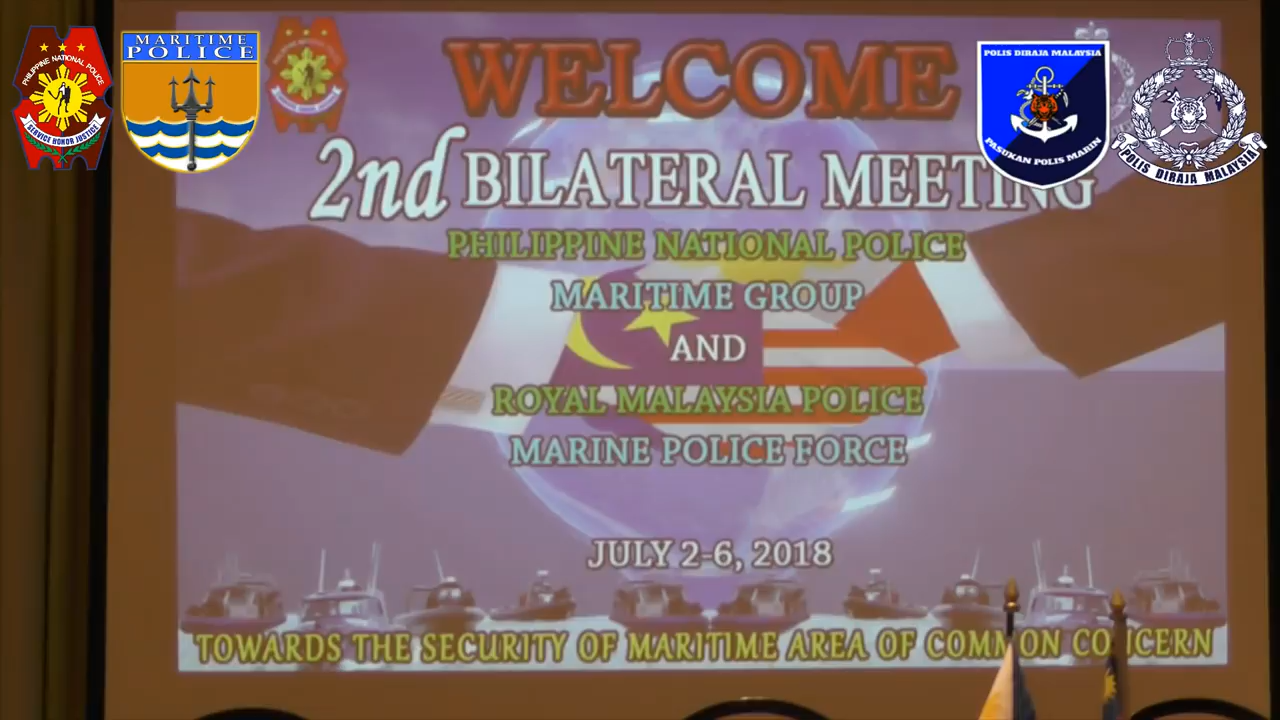 PHILIPPINE NATIONAL POLICE
SERVICE HONOR JUSTICE
MARITIME
POLICE
POLIS DIRAJA MALAYSIA
PASUKAN POLIS MARIN
POLIS DIRAJA MALAYSIA
WELCOME
2nd BILATERAL MEETING
PHILIPPINE NATIONAL POLICE
MARITIME GROUP
AND
ROYAL MALAYSIA POLICE
MARINE POLICE FORCE
JULY 2-6, 2018
TOWARDS THE SECURITY OF MARITIME AREA OF COMMON CONCERN